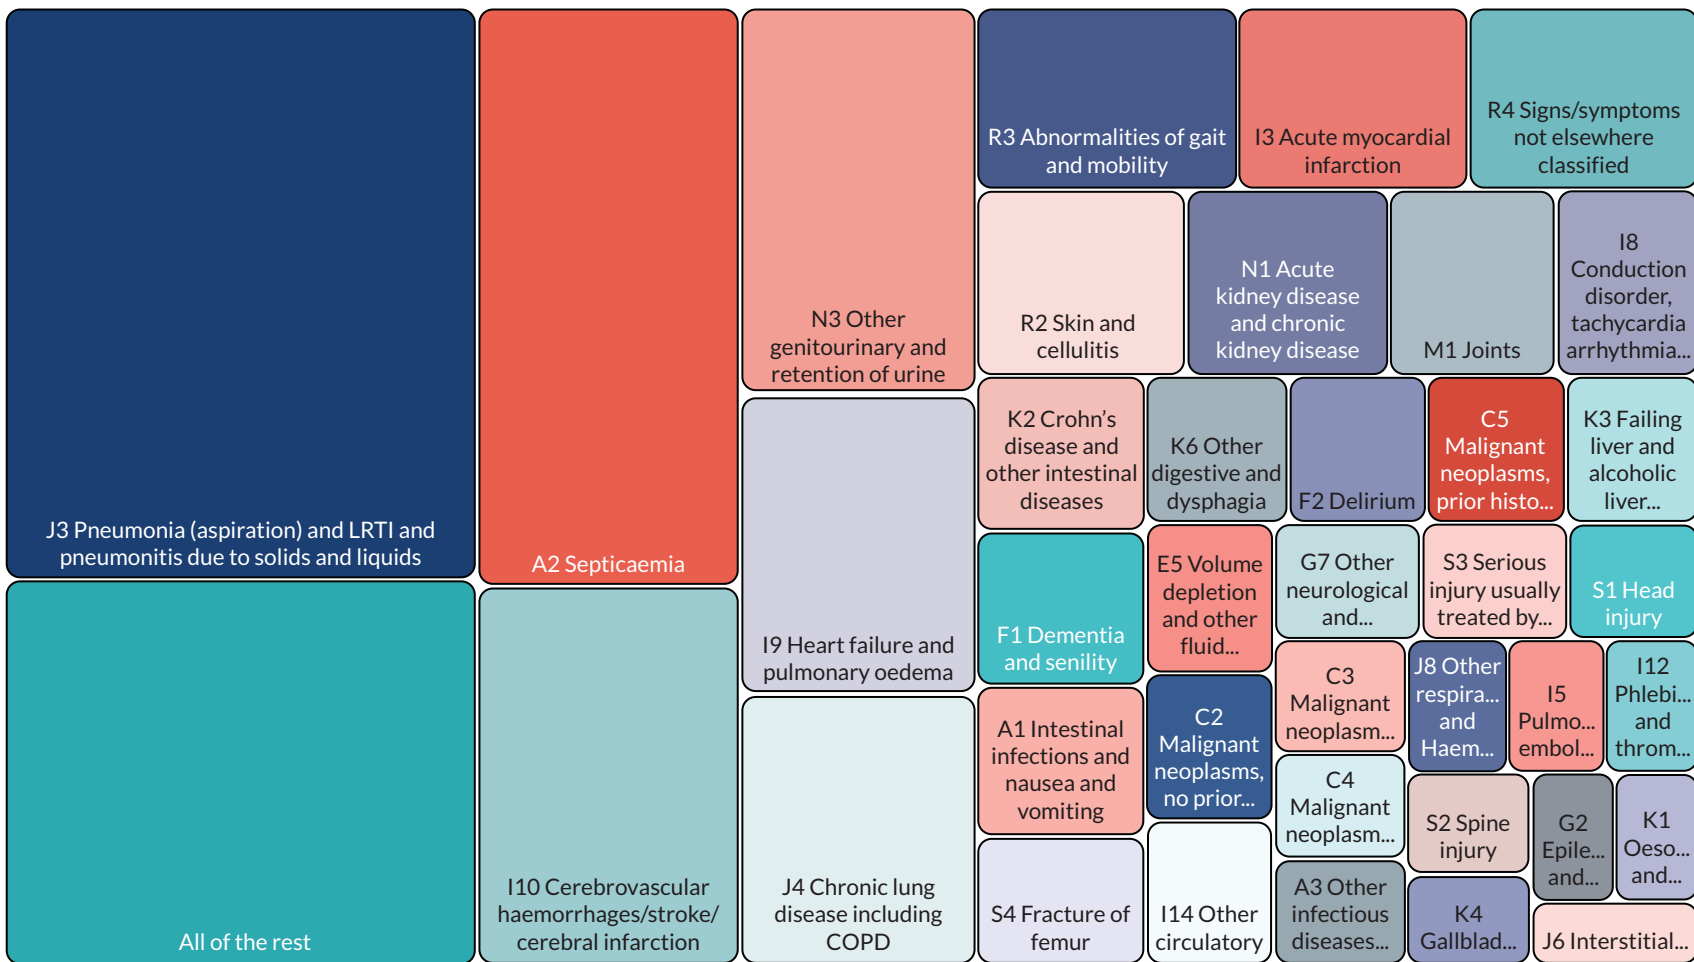 J3 Pneumonia (aspiration) and LRTI and
pneumonitis due to solids and liquids
All of the rest
A2 Septicaemia
I10 Cerebrovascular
haemorrhages/stroke/
cerebral infarction
N3 Other
genitourinary and
retention of urine
I9 Heart failure and
pulmonary oedema
J4 Chronic lung
disease including
COPD
R3 Abnormalities of gait
and mobility
I3 Acute myocardial
infarction
R4 Signs/symptoms
not elsewhere
classified
R2 Skin and
cellulitis
N1 Acute
kidney disease
and chronic
kidney disease
M1 Joints
I8
Conduction
disorder,
tachycardia
arrhythmia...
K2 Crohn’s
disease and
other intestinal
diseases
K6 Other
digestive and
dysphagia
F2 Delirium
C5
Malignant
neoplasms,
prior histo...
K3 Failing
liver and
alcoholic
liver...
F1 Dementia
and senility
E5 Volume
depletion
and other
fluid...
G7 Other
neurological
and...
S3 Serious
injury usually
treated by...
S1 Head
injury
A1 Intestinal
infections and
nausea and
vomiting
C2
Malignant
neoplasms,
no prior...
C3
Malignant
neoplasm...
J8 Other
respira...
and
Haem...
I5
Pulmo...
embol...
I12
Phlebi...
and
throm...
C4
Malignant
neoplasm...
S2 Spine
injury
G2
Epile...
and...
K1
Oeso...
and...
S4 Fracture of
femur
I14 Other
circulatory
A3 Other
infectious
diseases...
K4
Gallblad...
J6 Interstitial...